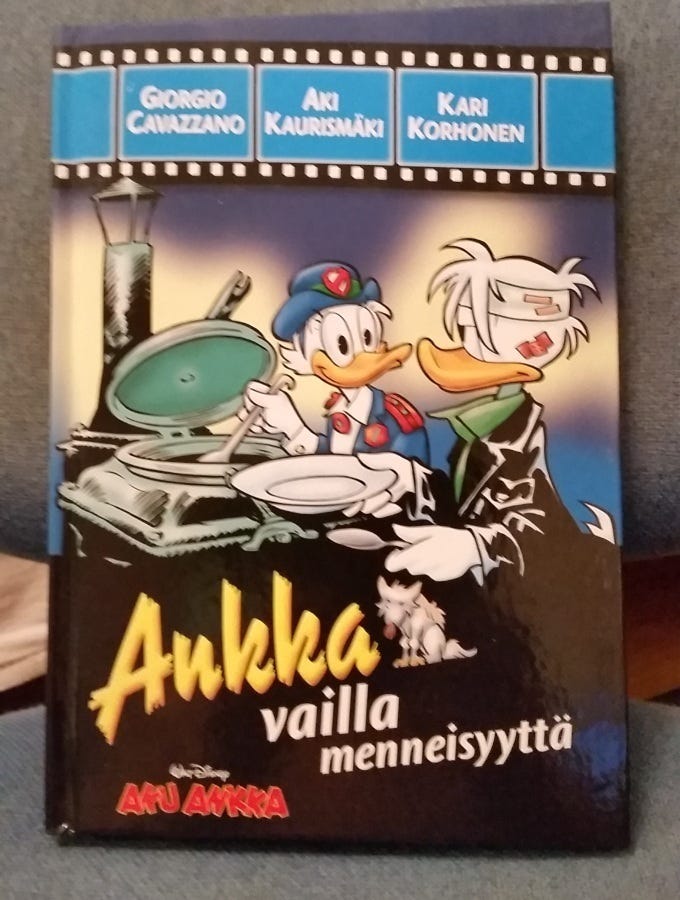 GIORGIO
CAVAZZANO
AKI
KAURISMÄKI
KARI
KORHONEN
Ankka
vailla
menneisyyttä
WALT DISNEY
AKU ANKKA